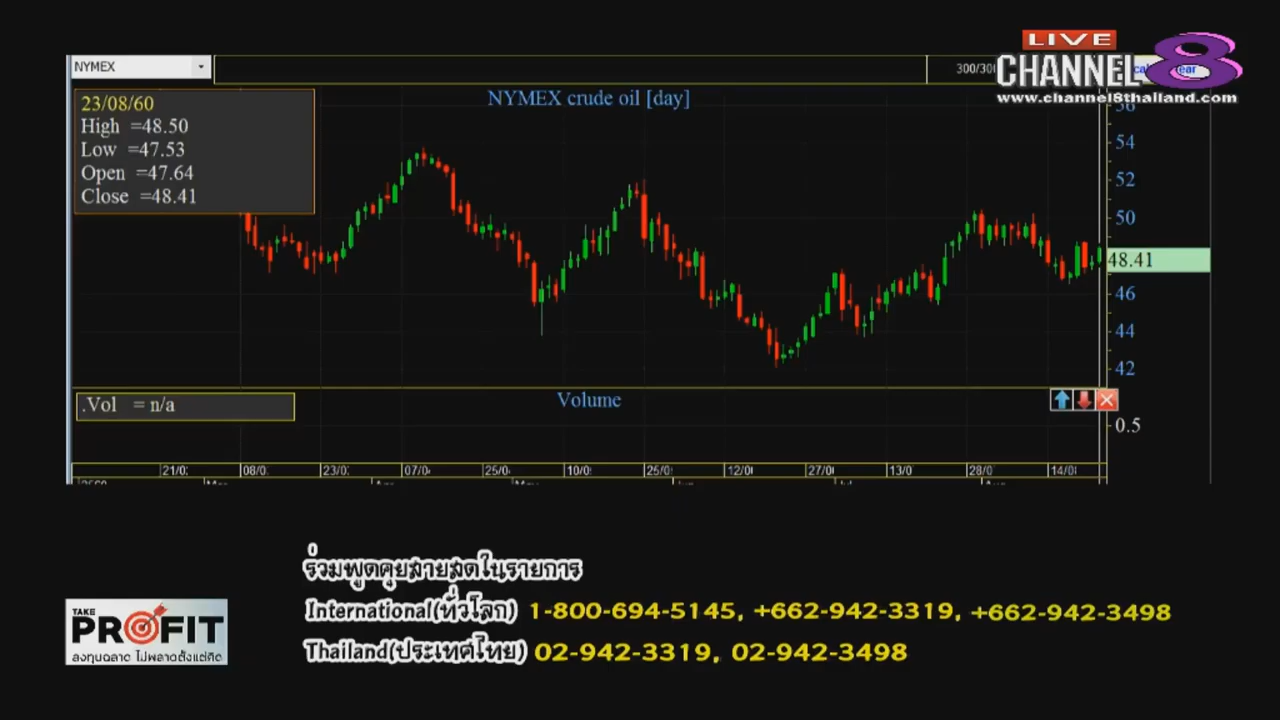 LIVE
CHANNEL 8
www.channel8thailand.com
NYMEX
300/300
NYMEX crude oil [day]
23/08/60
High =48.50
Low =47.53
Open =47.64
Close =48.41
56
54
52
50
48.41
46
44
42
.Vol = n/a
Volume
0.5
21/0
08/0
23/0
07/0
25/0
10/0
25/0
12/0
27/0
13/0
28/0
14/0
ร่วมพูดคุยสายสดในรายการ
International(ทั่วโลก) 1-800-694-5145, +662-942-3319, +662-942-3498
Thailand(ประเทศไทย) 02-942-3319, 02-942-3498
TAKE
PROFIT
ลงทุนฉลาด ไม่พลาดตั้งแต่คิด